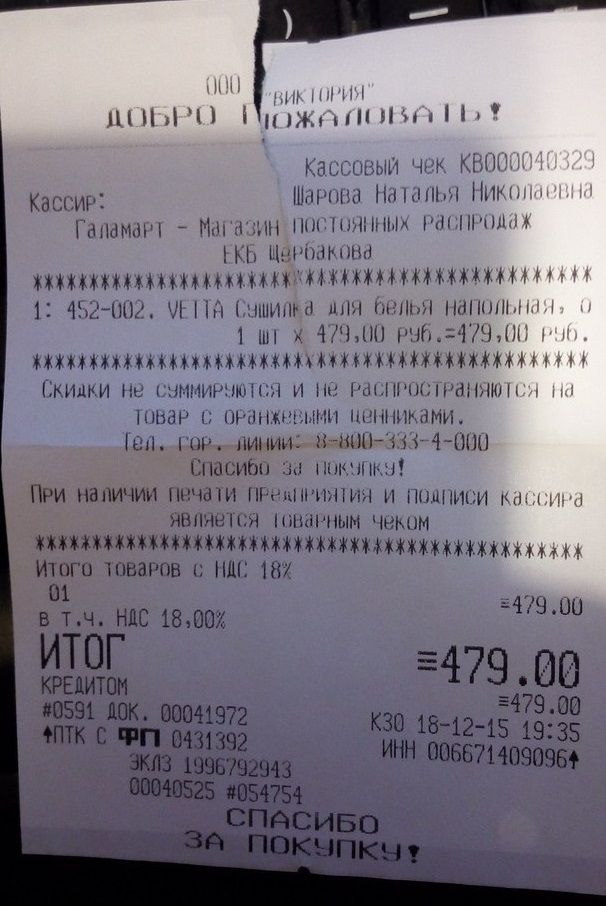 ООО "ВИКТОРИЯ"
ДОБРО ПОЖАЛОВАТЬ!
Кассовый чек КВ000040329
Кассир: Шарова Наталья Николаевна
Галамарт - Магазин постоянных распродаж
ЕКБ Щербакова
************************************************
1: 452-002. VETTA Сушилка для белья напольная, о
1 шт x 479,00 руб.=479,00 руб.
************************************************
Скидки не суммируются и не распространяются на
товар с оранжевыми ценниками.
Тел. гор. линии: 8-800-333-4-000
Спасибо за покупку!
При наличии печати предприятия и подписи кассира
является товарным чеком
************************************************
Итого товаров с НДС 18%
01 ≡479.00
в т.ч. НДС 18,00%
ИТОГ ≡479.00
КРЕДИТОМ ≡479.00
#0591 ДОК. 00041972 К30 18-12-15 19:35
↑ПТК С ФП 0431392 ИНН 006671409096↑
ЭКЛЗ 1996792943
00040525 #054754
СПАСИБО
ЗА ПОКУПКУ!